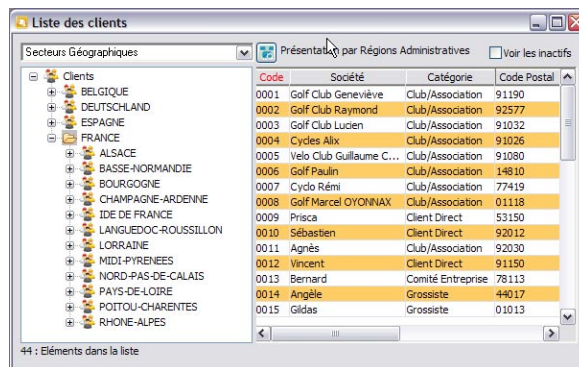 Liste des clients
Secteurs Géographiques
Présentation par Régions Administratives
Voir les inactifs
Clients
BELGIQUE
DEUTSCHLAND
ESPAGNE
FRANCE
ALSACE
BASSE-NORMANDIE
BOURGOGNE
CHAMPAGNE-ARDENNE
IDE DE FRANCE
LANGUEDOC-ROUSSILLON
LORRAINE
MIDI-PYRENEES
NORD-PAS-DE-CALAIS
PAYS-DE-LOIRE
POITOU-CHARENTES
RHONE-ALPES
Code Société Catégorie Code Postal
0001 Golf Club Geneviève Club/Association 91190
0002 Golf Club Raymond Club/Association 92577
0003 Golf Club Lucien Club/Association 91032
0004 Cycles Alix Club/Association 91026
0005 Velo Club Guillaume C... Club/Association 91080
0006 Golf Paulin Club/Association 14810
0007 Cyclo Rémi Club/Association 77419
0008 Golf Marcel OYONNAX Club/Association 01118
0009 Prisca Client Direct 53150
0010 Sébastien Client Direct 92012
0011 Agnès Club/Association 92030
0012 Vincent Client Direct 91150
0013 Bernard Comité Entreprise 78113
0014 Angèle Grossiste 44017
0015 Gildas Grossiste 01013
44 : Eléments dans la liste